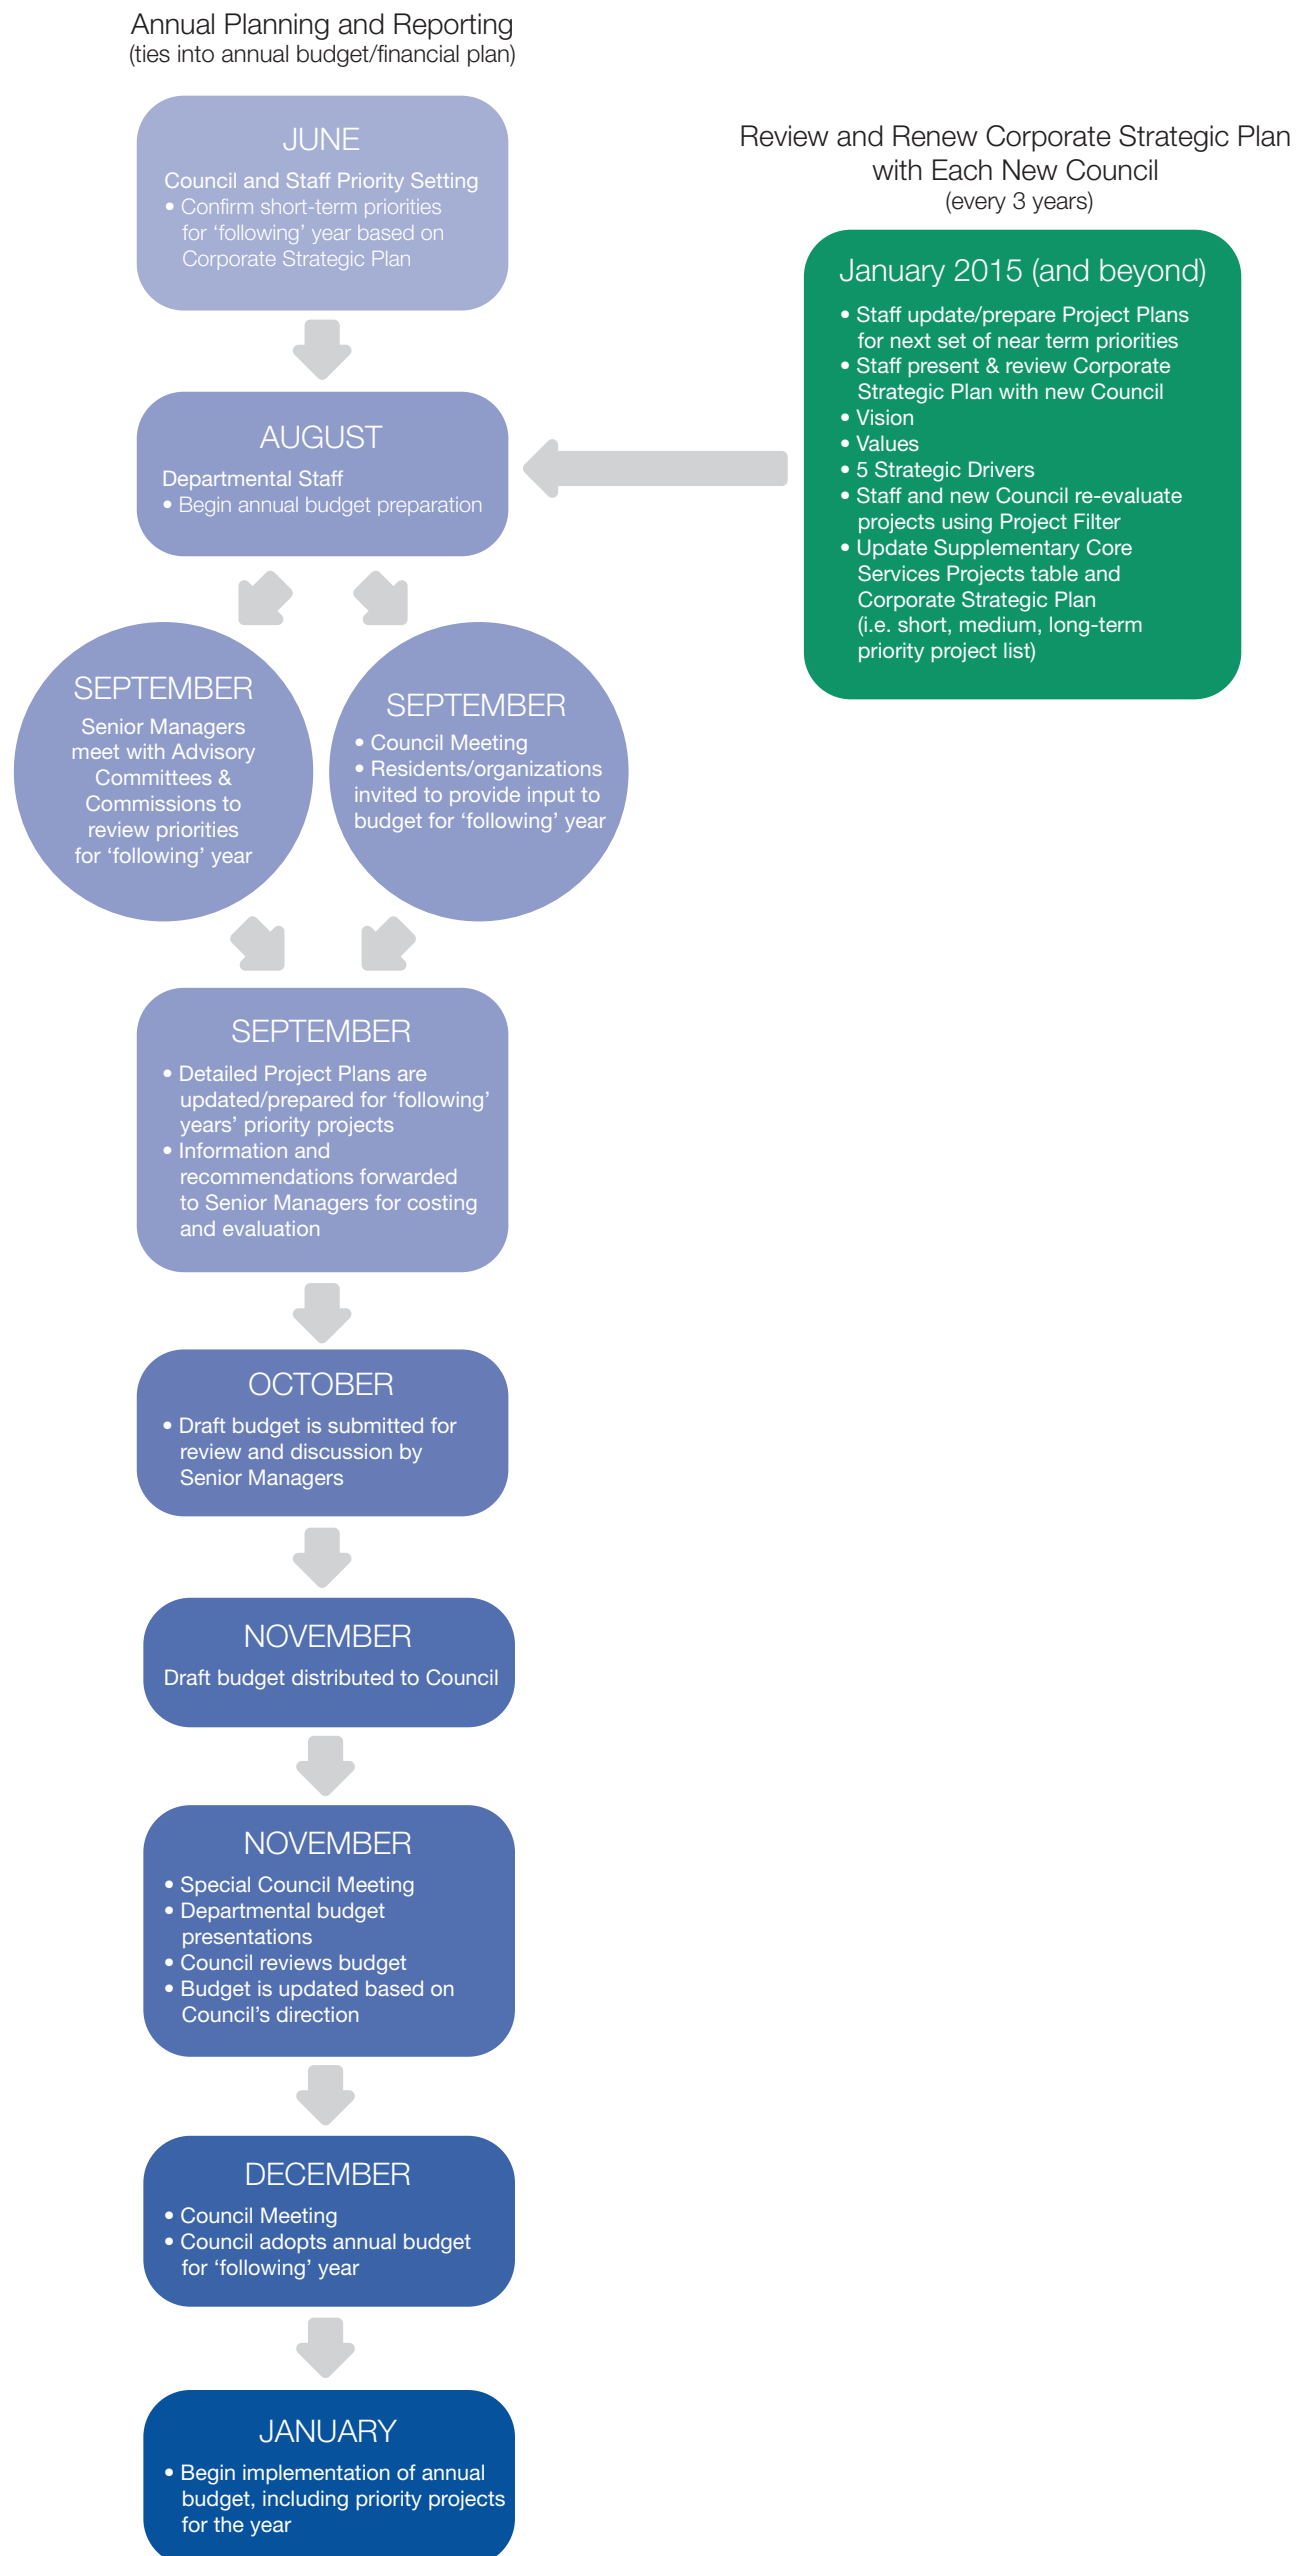 Annual Planning and Reporting
(ties into annual budget/financial plan)
JUNE
Council and Staff Priority Setting
• Confirm short-term priorities
for ‘following’ year based on
Corporate Strategic Plan
Review and Renew Corporate Strategic Plan
with Each New Council
(every 3 years)
January 2015 (and beyond)
• Staff update/prepare Project Plans
for next set of near term priorities
• Staff present & review Corporate
Strategic Plan with new Council
• Vision
• Values
• 5 Strategic Drivers
• Staff and new Council re-evaluate
projects using Project Filter
• Update Supplementary Core
Services Projects table and
Corporate Strategic Plan
(i.e. short, medium, long-term
priority project list)
AUGUST
Departmental Staff
• Begin annual budget preparation
SEPTEMBER
Senior Managers
meet with Advisory
Committees &
Commissions to
review priorities
for ‘following’ year
SEPTEMBER
• Council Meeting
• Residents/organizations
invited to provide input to
budget for ‘following’ year
SEPTEMBER
• Detailed Project Plans are
updated/prepared for ‘following’
years’ priority projects
• Information and
recommendations forwarded
to Senior Managers for costing
and evaluation
OCTOBER
• Draft budget is submitted for
review and discussion by
Senior Managers
NOVEMBER
Draft budget distributed to Council
NOVEMBER
• Special Council Meeting
• Departmental budget
presentations
• Council reviews budget
• Budget is updated based on
Council’s direction
DECEMBER
• Council Meeting
• Council adopts annual budget
for ‘following’ year
JANUARY
• Begin implementation of annual
budget, including priority projects
for the year